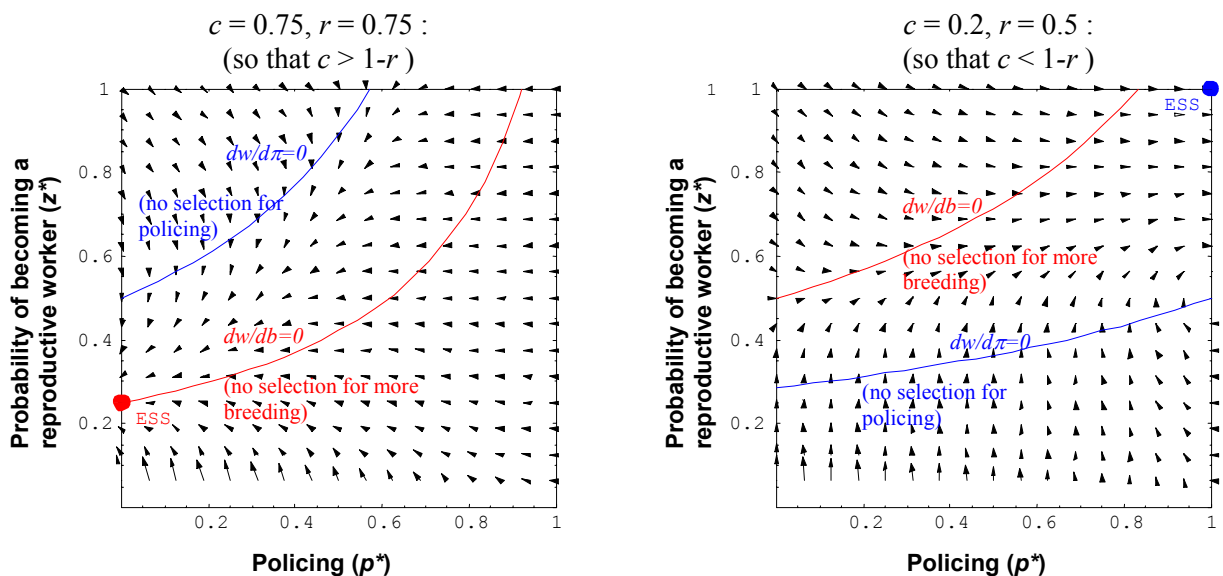 c = 0.75, r = 0.75 :
(so that c > 1-r )
Probability of becoming a
reproductive worker (z*)
1
0.8
0.6
0.4
0.2
dw/dπ=0
(no selection for
policing)
dw/db=0
(no selection for more
breeding)
ESS
0.2
0.4
0.6
0.8
1
Policing (p*)
c = 0.2, r = 0.5 :
(so that c < 1-r )
Probability of becoming a
reproductive worker (z*)
1
0.8
0.6
0.4
0.2
ESS
dw/db=0
(no selection for more
breeding)
dw/dπ=0
(no selection for
policing)
0.2
0.4
0.6
0.8
1
Policing (p*)